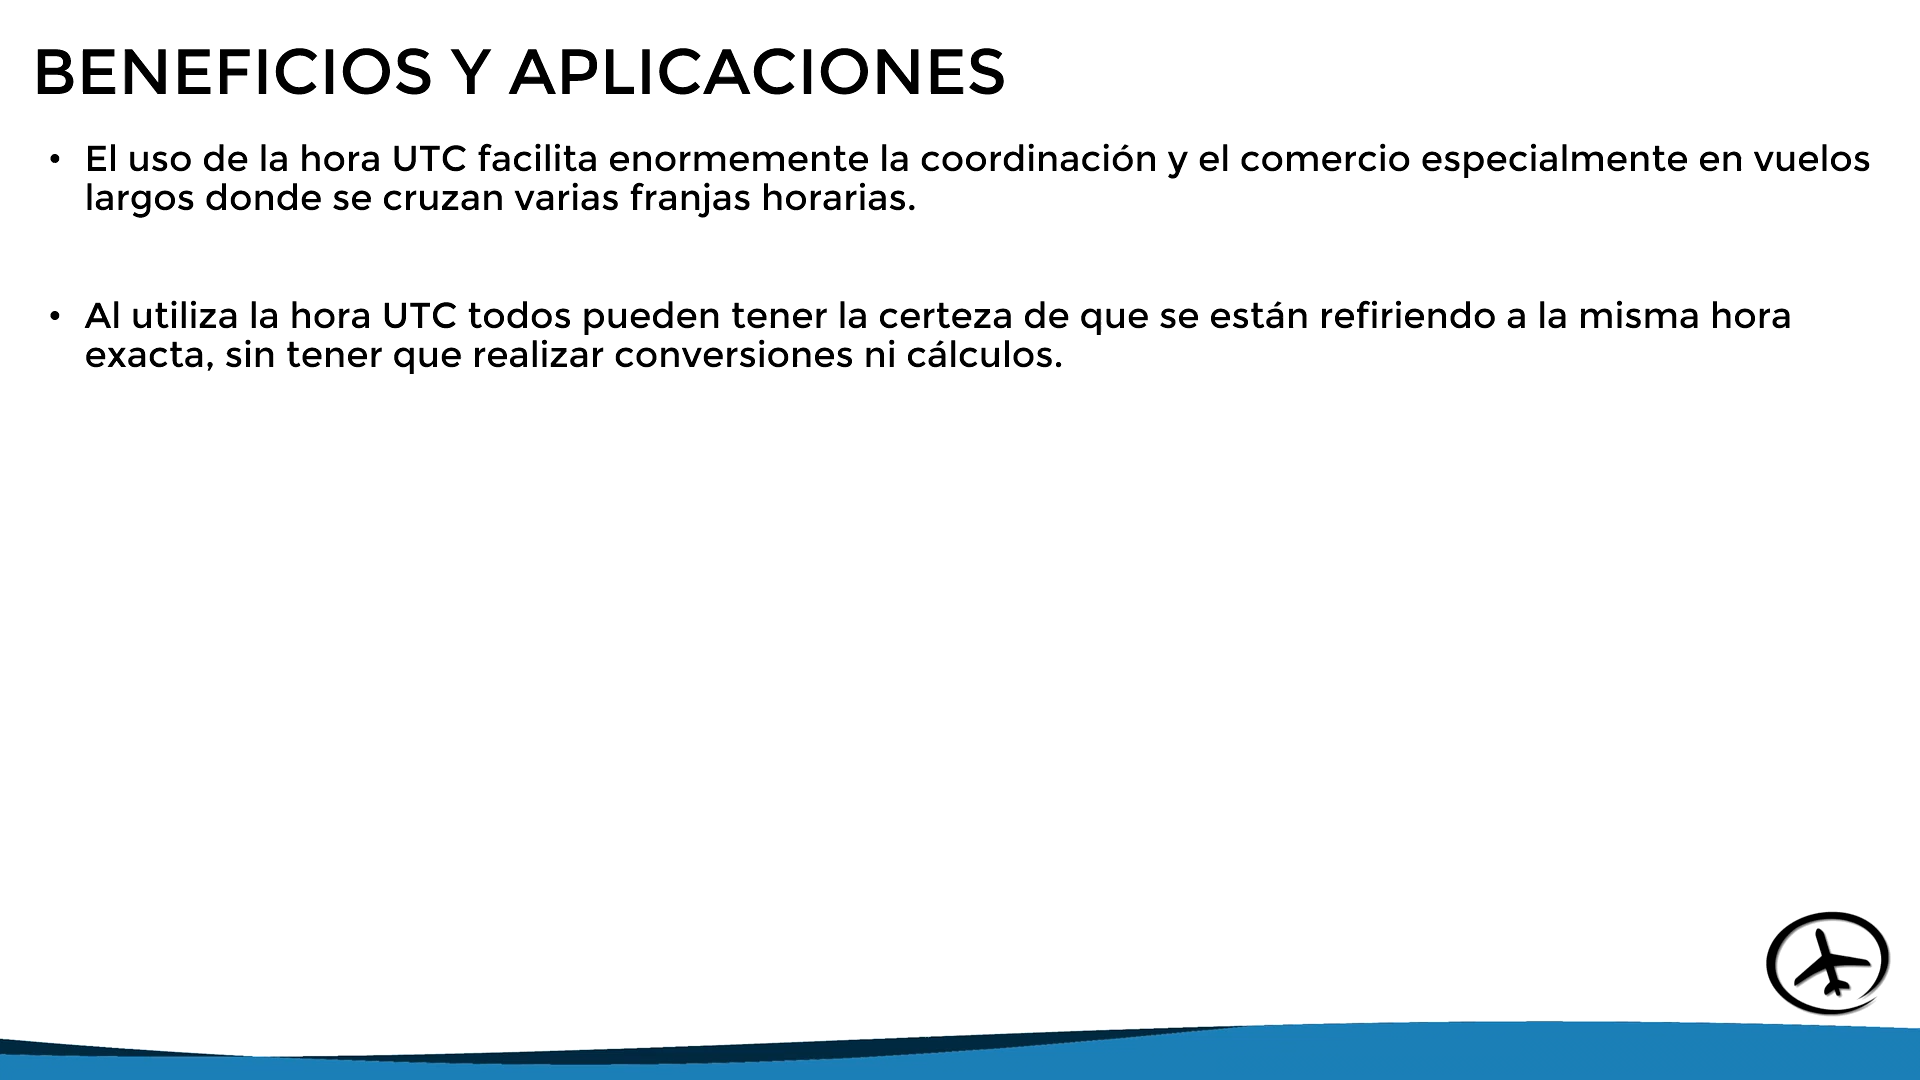 BENEFICIOS Y APLICACIONES
• El uso de la hora UTC facilita enormemente la coordinación y el comercio especialmente en vuelos
largos donde se cruzan varias franjas horarias.
• Al utiliza la hora UTC todos pueden tener la certeza de que se están refiriendo a la misma hora
exacta, sin tener que realizar conversiones ni cálculos.